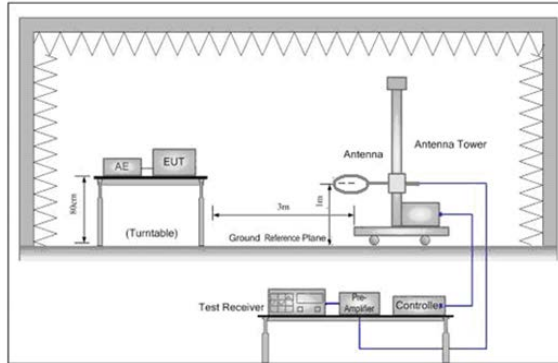 AE
EUT
Antenna
Antenna Tower
80cm
(Turntable)
3m
1m
Ground Reference Plane
Test Receiver
Pre-
Amplifier
Controller